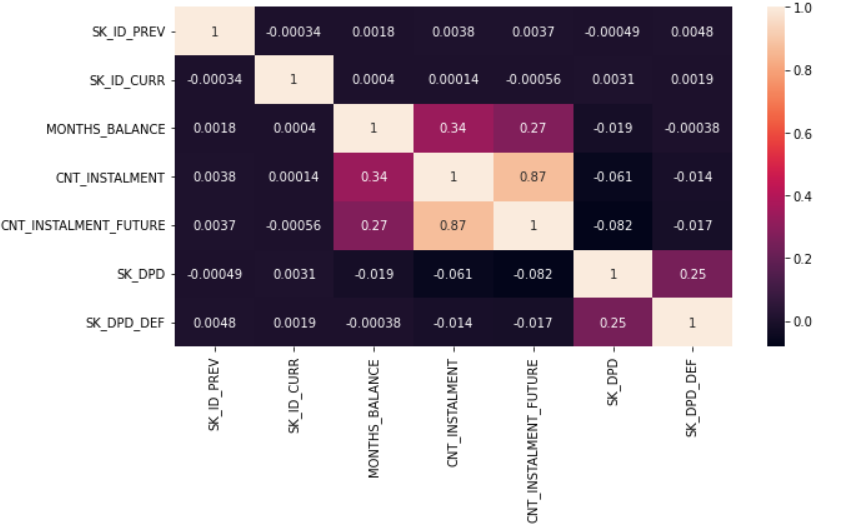 SK_ID_PREV 1 -0.00034 0.0018 0.0038 0.0037 -0.00049 0.0048
SK_ID_CURR -0.00034 1 0.0004 0.00014 -0.00056 0.0031 0.0019
MONTHS_BALANCE 0.0018 0.0004 1 0.34 0.27 -0.019 -0.00038
CNT_INSTALMENT 0.0038 0.00014 0.34 1 0.87 -0.061 -0.014
CNT_INSTALMENT_FUTURE 0.0037 -0.00056 0.27 0.87 1 -0.082 -0.017
SK_DPD -0.00049 0.0031 -0.019 -0.061 -0.082 1 0.25
SK_DPD_DEF 0.0048 0.0019 -0.00038 -0.014 -0.017 0.25 1
SK_ID_PREV
SK_ID_CURR
MONTHS_BALANCE
CNT_INSTALMENT
CNT_INSTALMENT_FUTURE
SK_DPD
SK_DPD_DEF
1.0
0.8
0.6
0.4
0.2
0.0